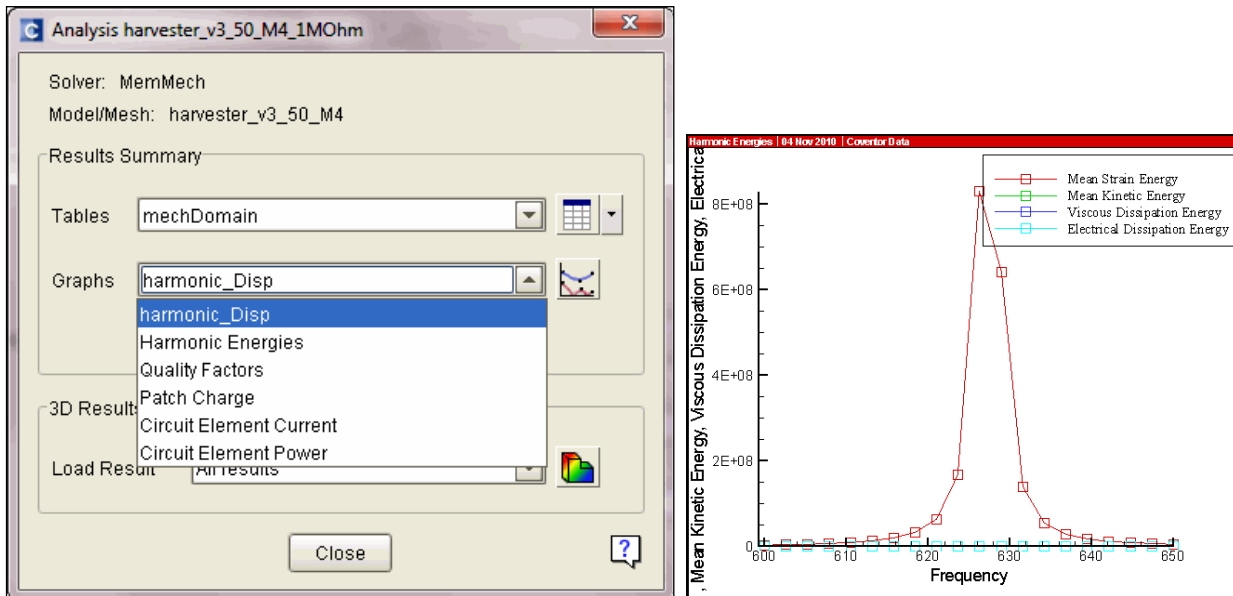 Analysis harvester_v3_50_M4_1MOhm
Solver: MemMech
Model/Mesh: harvester_v3_50_M4
Results Summary
Tables mechDomain
Graphs harmonic_Disp
harmonic_Disp
Harmonic Energies
Quality Factors
Patch Charge
Circuit Element Current
Circuit Element Power
3D Results
Load Result All results
Close
?
Harmonic Energies | 04 Nov 2010 | Coventor Data
, Mean Kinetic Energy, Viscous Dissipation Energy, Electrica
Mean Strain Energy
Mean Kinetic Energy
Viscous Dissipation Energy
Electrical Dissipation Energy
8E+08
6E+08
4E+08
2E+08
0
600 610 620 630 640 650
Frequency